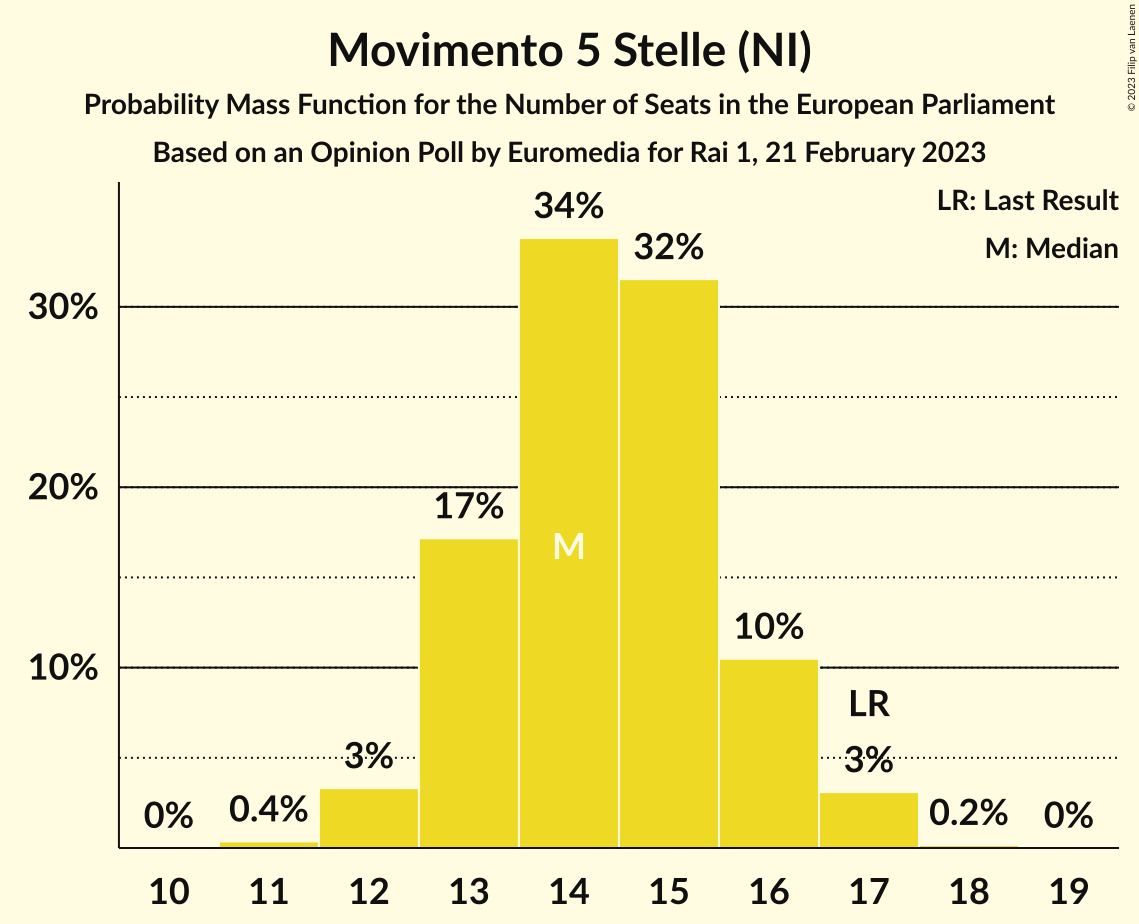 Movimento 5 Stelle (NI)
Probability Mass Function for the Number of Seats in the European Parliament
Based on an Opinion Poll by Euromedia for Rai 1, 21 February 2023
© 2023 Filip van Laenen
LR: Last Result
M: Median
34%
32%
30%
20%
17%
M
10%
10%
LR
3%
3%
0%
0.4%
0.2%
0%
10 11 12 13 14 15 16 17 18 19